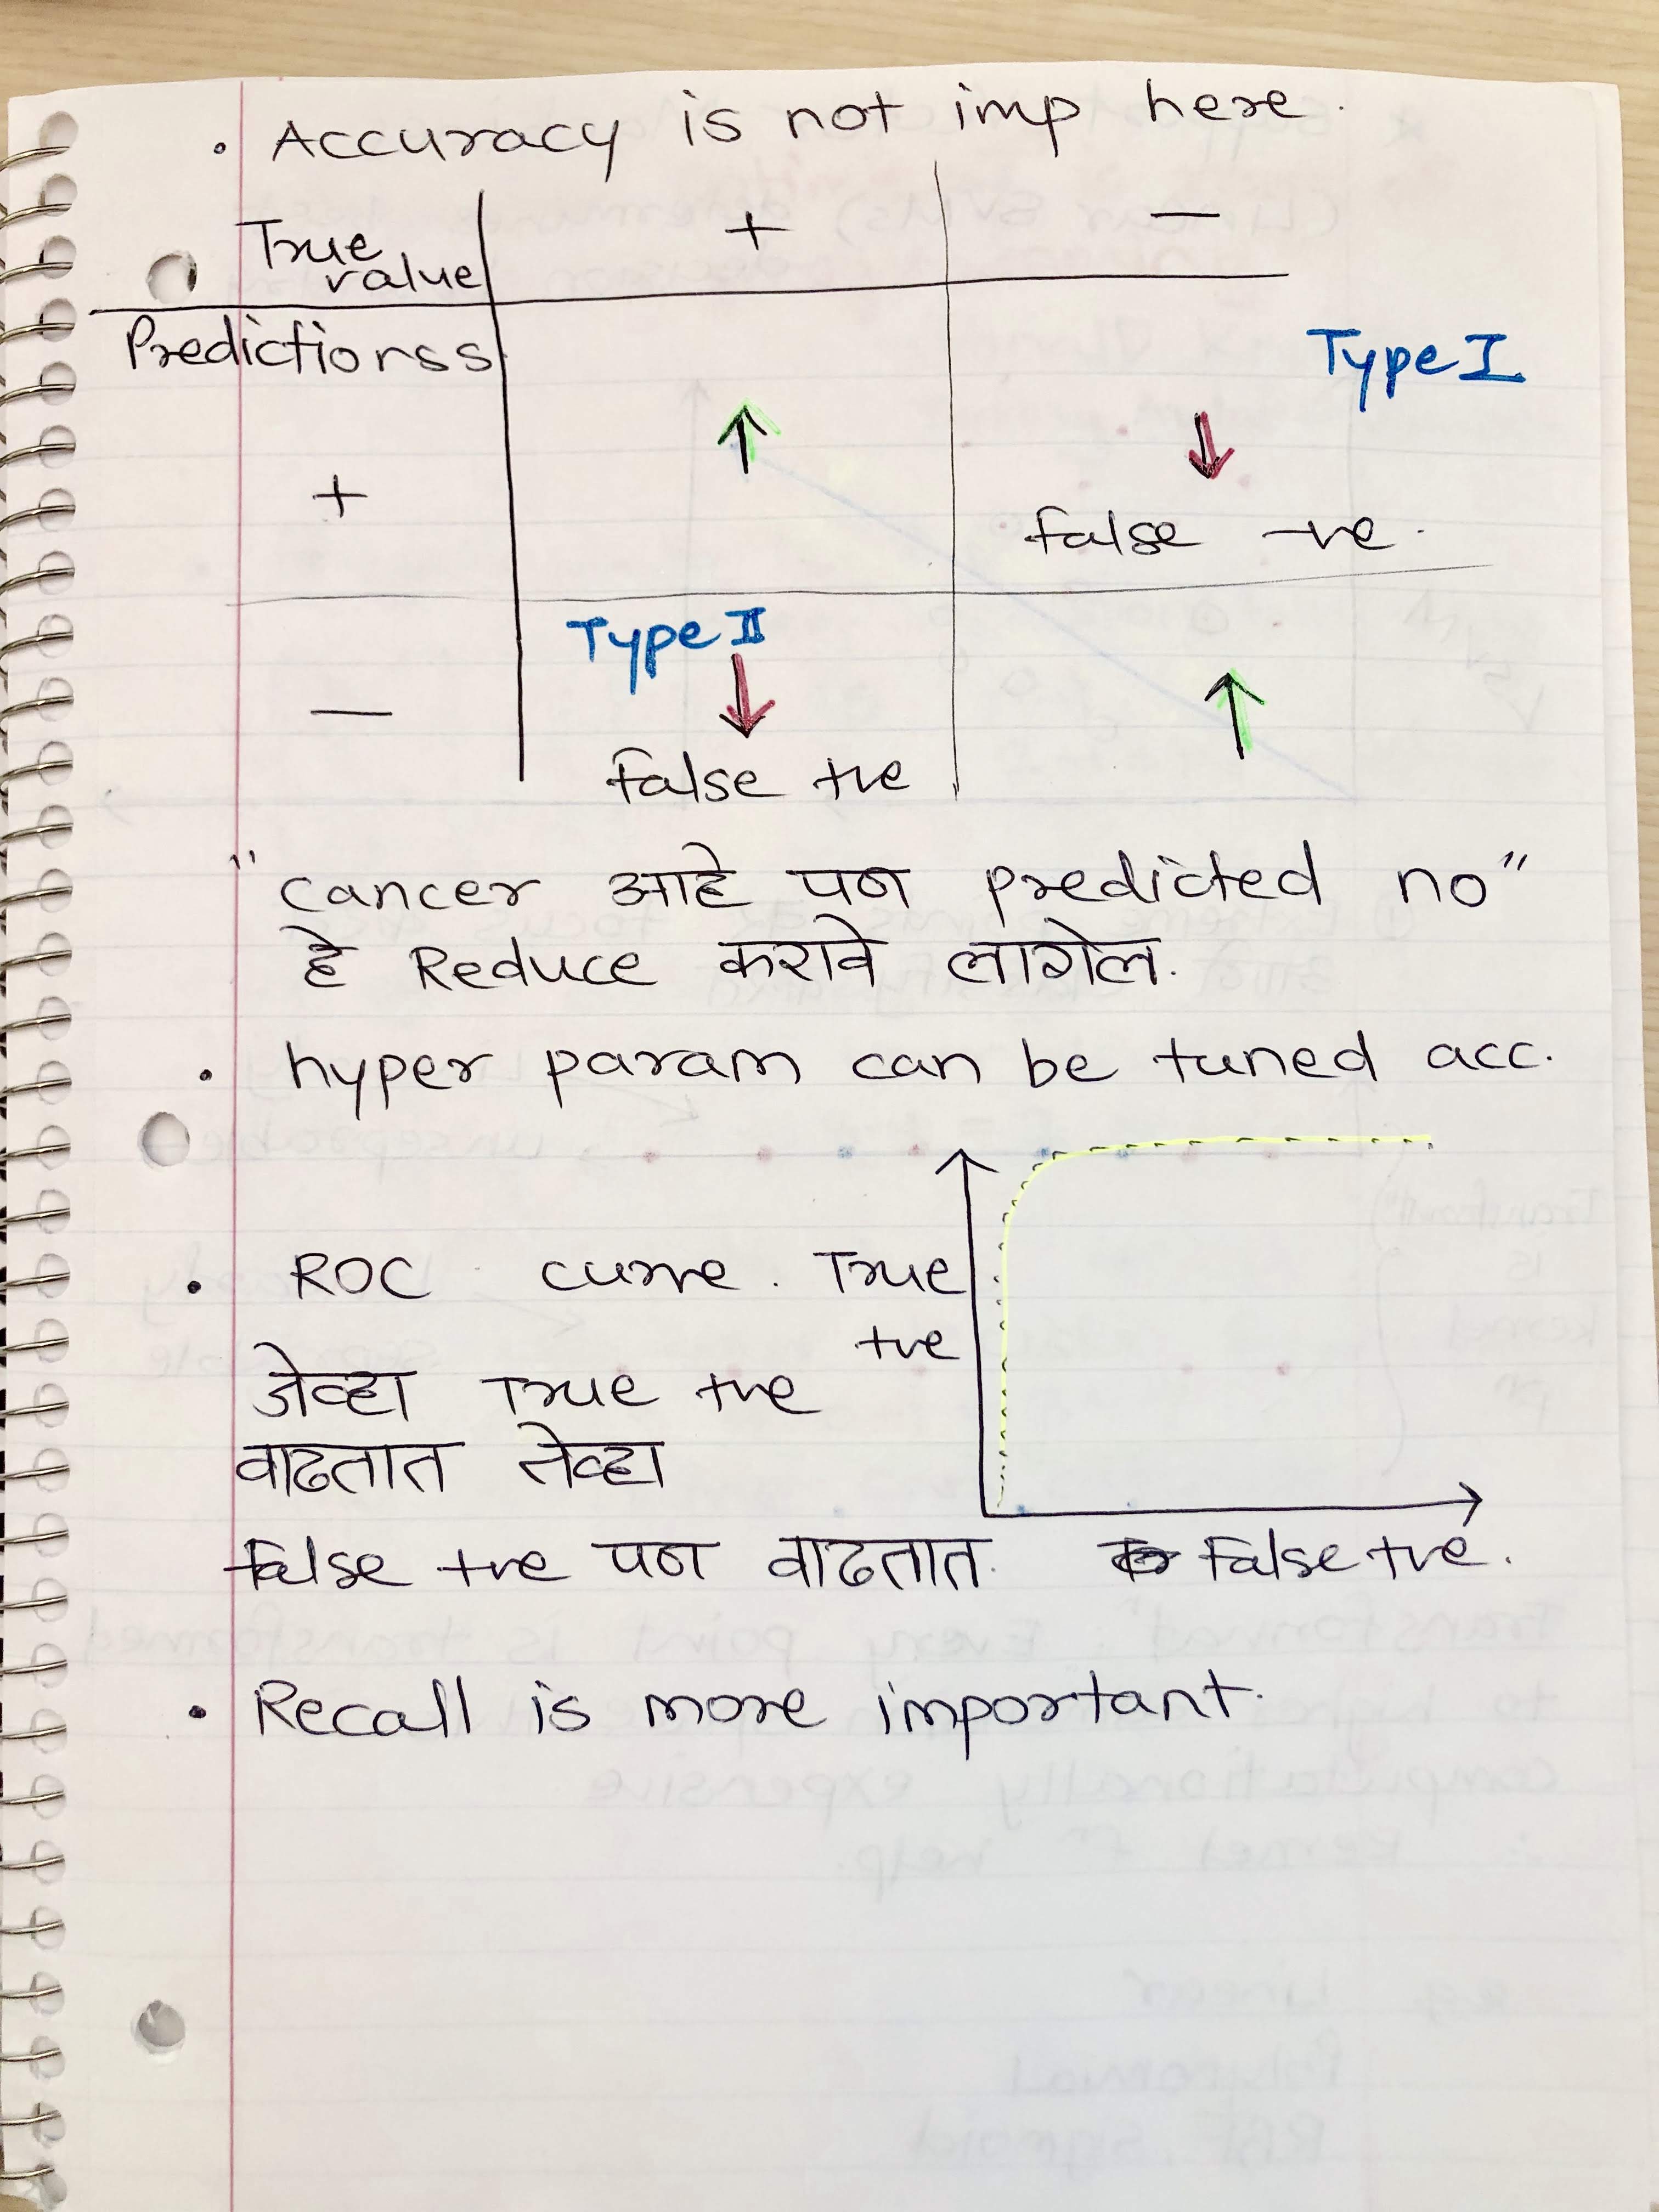 • Accuracy is not imp here.
True value + −
Predictionss
Type I
+ ↑ ↓
False -ve.
Type II
− ↓ ↑
False +ve
"cancer आहे पण predicted no"
हे Reduce करावे लागेल.
• hyper param can be tuned acc.
• ROC curve. True
+ve
जेव्हा True +ve
वाढतात तेव्हा
False +ve पण वाढतात. False +ve.
• Recall is more important.